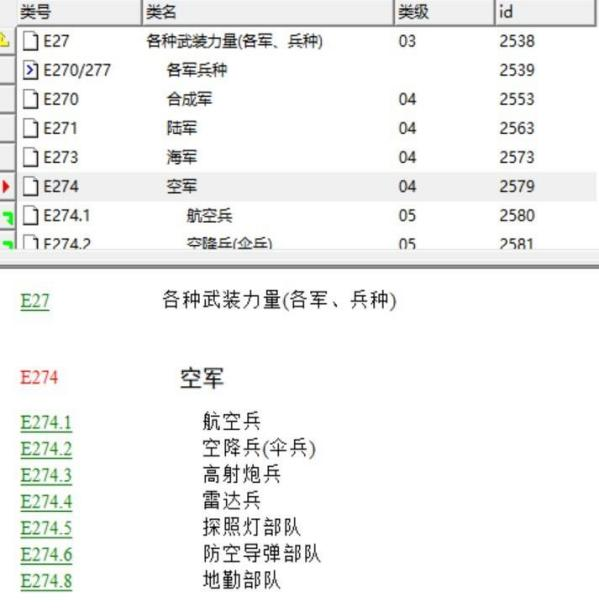 类号 类名 类级 id
E27 各种武装力量(各军、兵种) 03 2538
E270/277 各军兵种 2539
E270 合成军 04 2553
E271 陆军 04 2563
E273 海军 04 2573
E274 空军 04 2579
E274.1 航空兵 05 2580
E274.2 空降兵(伞兵) 05 2581
E27 各种武装力量(各军、兵种)
E274 空军
E274.1 航空兵
E274.2 空降兵(伞兵)
E274.3 高射炮兵
E274.4 雷达兵
E274.5 探照灯部队
E274.6 防空导弹部队
E274.8 地勤部队